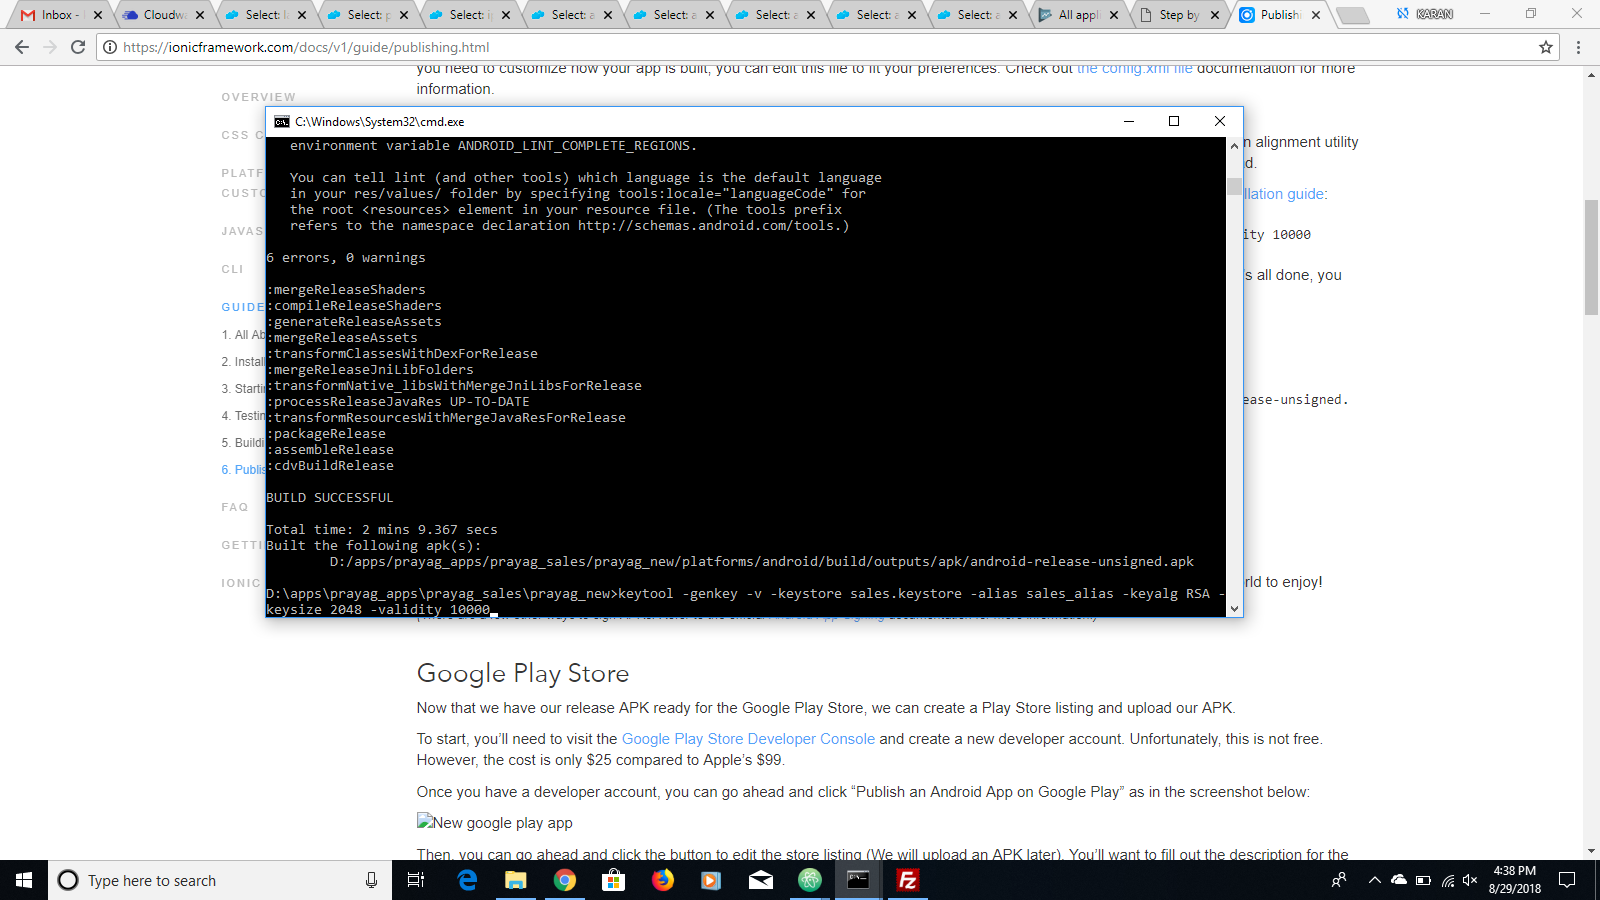 Inbox -
Cloudwa
Select: l
Select: p
Select: i
Select: a
Select: a
Select: a
Select: a
Select: a
All appli
Step by
Publishi
KARAN
https://ionicframework.com/docs/v1/guide/publishing.html
you need to customize how your app is built, you can edit this file to fit your preferences. Check out the config.xml file documentation for more
information.
OVERVIEW
CSS C
PLATF
CUSTO
JAVAS
CLI
GUIDE
1. All Ab
2. Install
3. Startin
4. Testin
5. Buildi
6. Publis
FAQ
GETTI
IONIC
C:\Windows\System32\cmd.exe
environment variable ANDROID_LINT_COMPLETE_REGIONS.
You can tell lint (and other tools) which language is the default language
in your res/values/ folder by specifying tools:locale="languageCode" for
the root <resources> element in your resource file. (The tools prefix
refers to the namespace declaration http://schemas.android.com/tools.)
6 errors, 0 warnings
:mergeReleaseShaders
:compileReleaseShaders
:generateReleaseAssets
:mergeReleaseAssets
:transformClassesWithDexForRelease
:mergeReleaseJniLibFolders
:transformNative_libsWithMergeJniLibsForRelease
:processReleaseJavaRes UP-TO-DATE
:transformResourcesWithMergeJavaResForRelease
:packageRelease
:assembleRelease
:cdvBuildRelease
BUILD SUCCESSFUL
Total time: 2 mins 9.367 secs
Built the following apk(s):
D:/apps/prayag_apps/prayag_sales/prayag_new/platforms/android/build/outputs/apk/android-release-unsigned.apk
D:\apps\prayag_apps\prayag_sales\prayag_new>keytool -genkey -v -keystore sales.keystore -alias sales_alias -keyalg RSA -
keysize 2048 -validity 10000
n alignment utility
d.
llation guide:
ity 10000
's all done, you
ease-unsigned.
rld to enjoy!
Google Play Store
Now that we have our release APK ready for the Google Play Store, we can create a Play Store listing and upload our APK.
To start, you'll need to visit the Google Play Store Developer Console and create a new developer account. Unfortunately, this is not free.
However, the cost is only $25 compared to Apple's $99.
Once you have a developer account, you can go ahead and click “Publish an Android App on Google Play” as in the screenshot below:
New google play app
Then, you can go ahead and click the button to edit the store listing (We will upload an APK later). You'll want to fill out the description for the
Type here to search
4:38 PM
8/29/2018